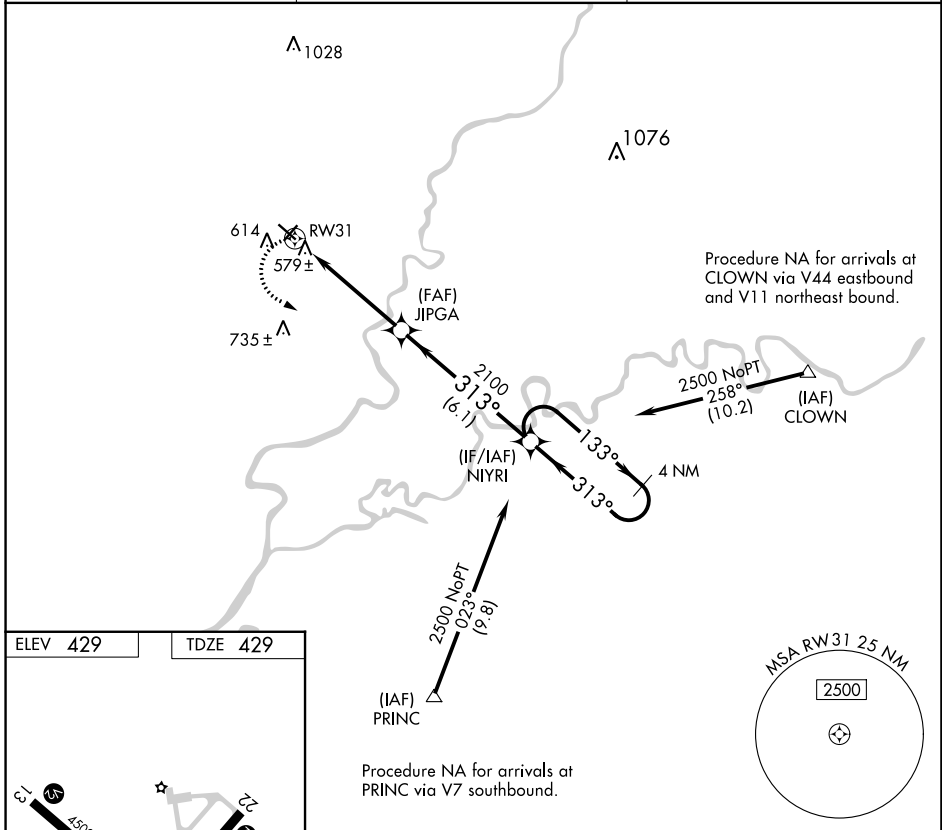 1028
1076
614
RW31
579±
735±
(FAF)
JIPGA
Procedure NA for arrivals at
CLOWN via V44 eastbound
and V11 northeast bound.
2100
313°
(6.1)
2500 NoPT
258°
(10.2)
(IAF)
CLOWN
(IF/IAF)
NIYRI
133°
313°
4 NM
2500 NoPT
023°
(9.8)
(IAF)
PRINC
Procedure NA for arrivals at
PRINC via V7 southbound.
MSA RW31 25 NM
2500
ELEV 429
TDZE 429
13
22